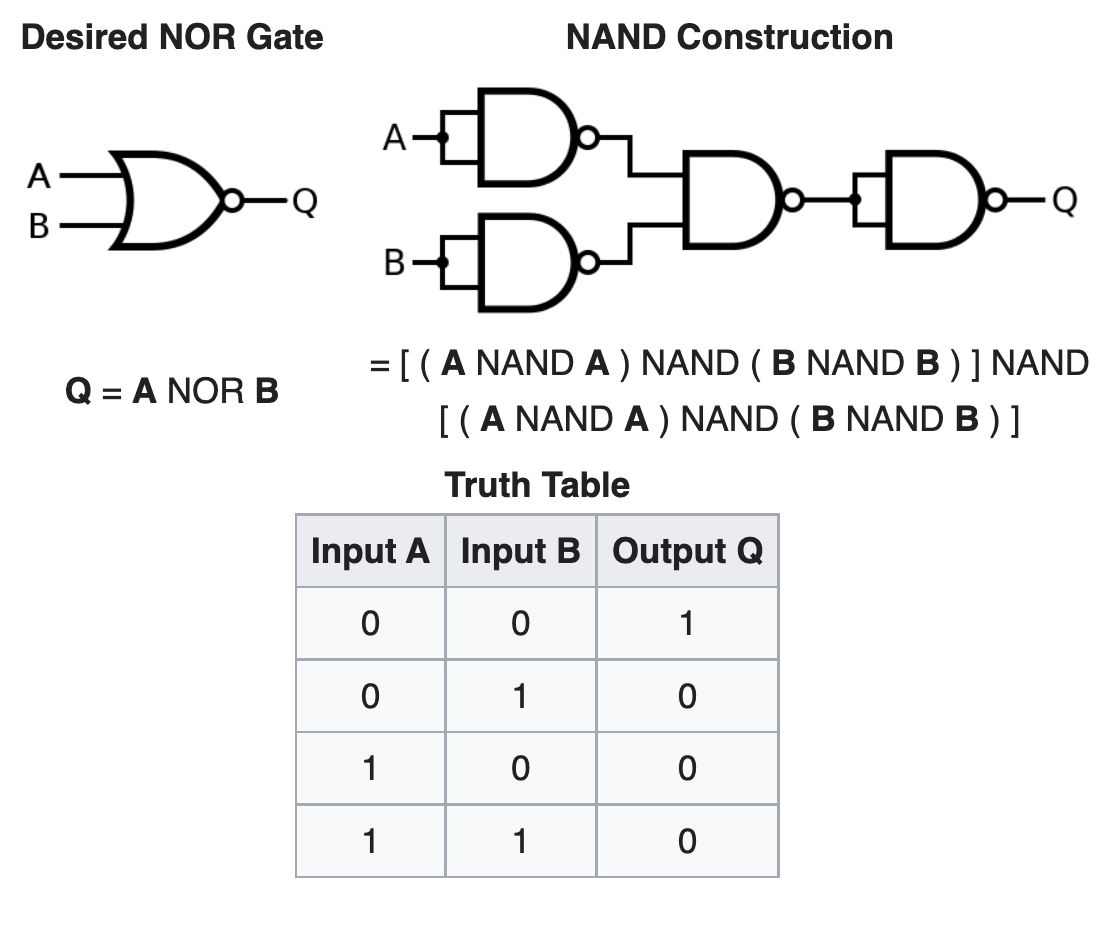 Desired NOR Gate
NAND Construction
A
B
Q
A
B
Q
Q = A NOR B
= [ ( A NAND A ) NAND ( B NAND B ) ] NAND
[ ( A NAND A ) NAND ( B NAND B ) ]
Truth Table
Input A Input B Output Q
0 0 1
0 1 0
1 0 0
1 1 0